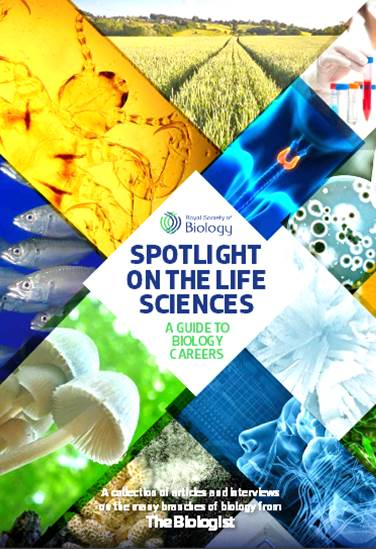 Royal Society of
Biology
SPOTLIGHT
ON THE LIFE
SCIENCES
A GUIDE TO
BIOLOGY
CAREERS
A collection of articles and interviews
on the many branches of biology from
The Biologist